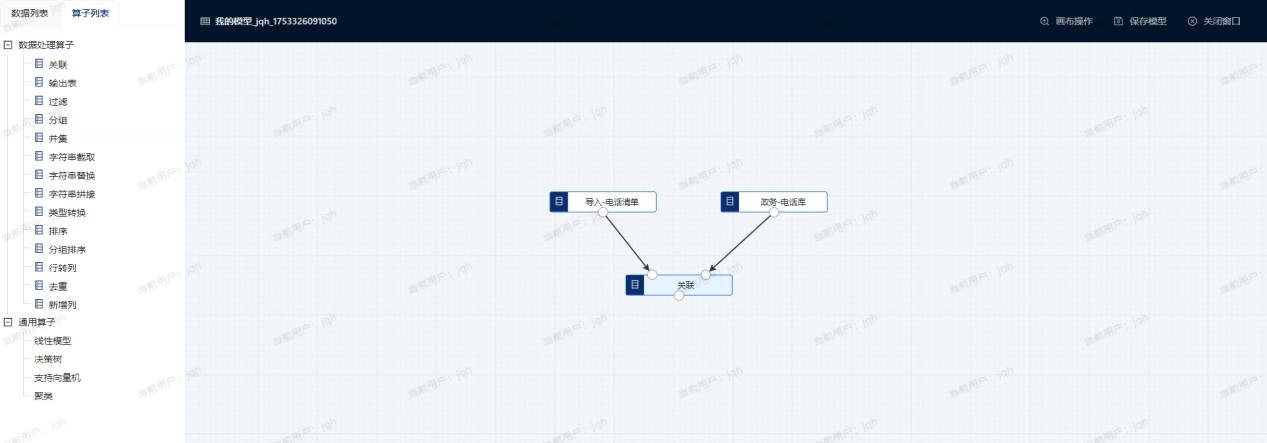 数据列表 算子列表
我的模型_jqh_1753326091050
画布操作 保存模型 关闭窗口
数据处理算子
关联
输出表
过滤
分组
并集
字符串截取
字符串替换
字符串拼接
类型转换
排序
分组排序
行转列
去重
新增列
通用算子
线性模型
决策树
支持向量机
聚类
导入-电话清单
政务-电话库
关联
当前用户：jqh